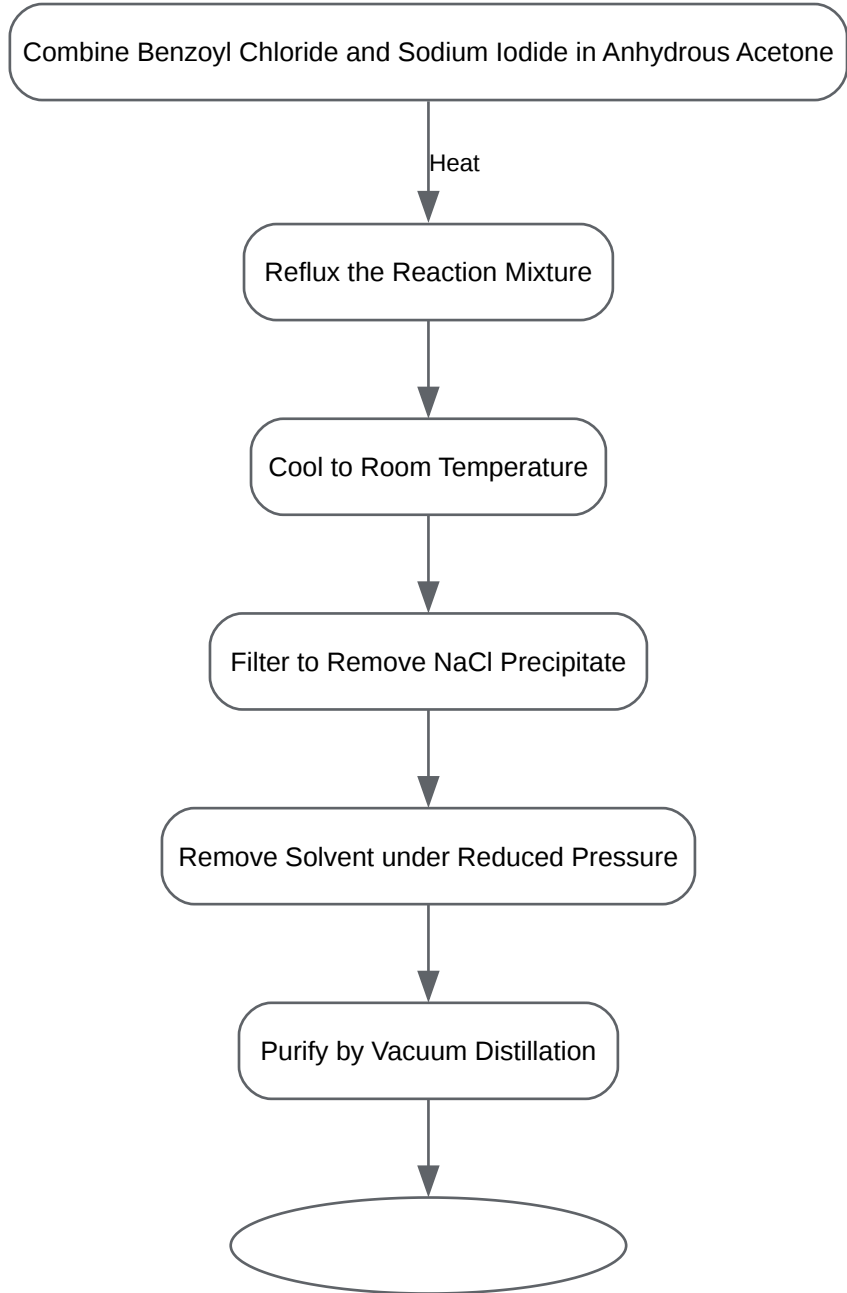 Combine Benzoyl Chloride and Sodium Iodide in Anhydrous Acetone
Heat
Reflux the Reaction Mixture
Cool to Room Temperature
Filter to Remove NaCl Precipitate
Remove Solvent under Reduced Pressure
Purify by Vacuum Distillation